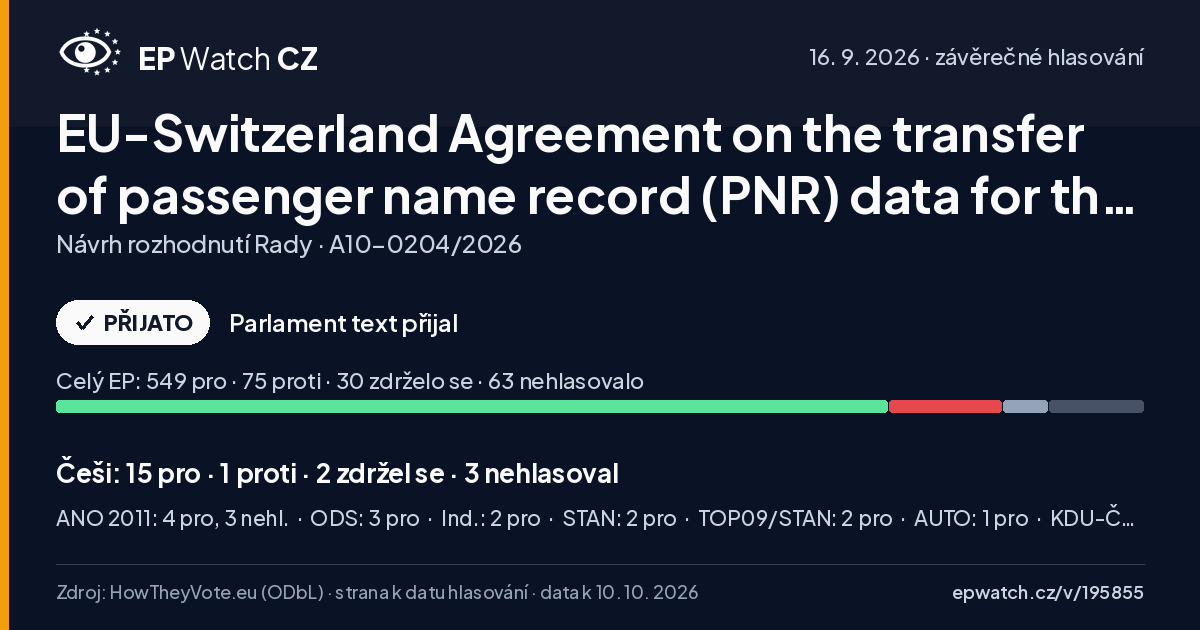 EP Watch CZ
16. 9. 2026 · závěrečné hlasování
EU-Switzerland Agreement on the transfer
of passenger name record (PNR) data for th…
Návrh rozhodnutí Rady · A10-0204/2026
✓ PŘIJATO
Parlament text přijal
Celý EP: 549 pro · 75 proti · 30 zdrželo se · 63 nehlasovalo
Češi: 15 pro · 1 proti · 2 zdržel se · 3 nehlasoval
ANO 2011: 4 pro, 3 nehl. · ODS: 3 pro · Ind.: 2 pro · STAN: 2 pro · TOP09/STAN: 2 pro · AUTO: 1 pro · KDU-Č…
Zdroj: HowTheyVote.eu (ODbL) · strana k datu hlasování · data k 10. 10. 2026
epwatch.cz/v/195855